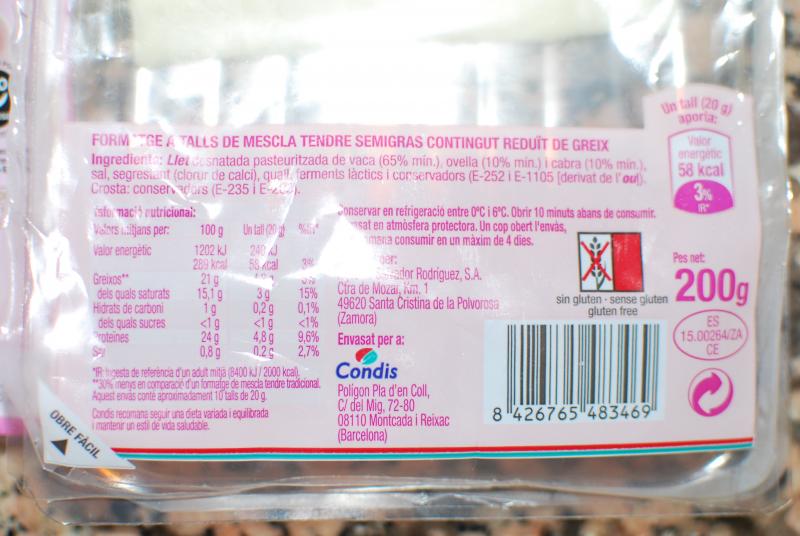 FORMATGE A TALLS DE MESCLA TENDRE SEMIGRAS CONTINGUT REDUÏT DE GREIX
Ingredients: Llet desnatada pasteuritzada de vaca (65% mín.), ovella (10% mín.) i cabra (10% mín.),
sal, segrestant (clorur de calci), quall, ferments làctics i conservadors (E-252 i E-1105 [derivat de l'ou]).
Crosta: conservadors (E-235 i
Un tall (20 g)
aporta:
Valor
energètic
58 kcal
3%
IR*
Informació nutricional:
Valors mitjans per: 100 g Un tall (20 g) %IR*
Valor energètic 1202 kJ 240 kJ
289 kcal 58 kcal 3%
Greixos** 21 g
dels quals saturats 15,1 g 3 g 15%
Hidrats de carboni 1 g 0,2 g 0,1%
dels quals sucres <1 g <1 g <1%
Proteïnes 24 g 4,8 g 9,6%
Sal 0,8 g 0,2 g 2,7%
*IR: Ingesta de referència d'un adult mitjà (8400 kJ / 2000 kcal).
**30% menys en comparació d'un formatge de mescla tendre tradicional.
Aquest envàs conté aproximadament 10 talls de 20 g.
Condis recomana seguir una dieta variada i equilibrada
i mantenir un estil de vida saludable.
OBRE FÀCIL
Conservar en refrigeració entre 0ºC i 6ºC. Obrir 10 minuts abans de consumir.
en atmòsfera protectora. Un cop obert l'envàs,
consumir en un màxim de 4 dies.
per:
Salvador Rodríguez, S.A.
Ctra de Mozar, Km. 1
49620 Santa Cristina de la Polvorosa
(Zamora)
Envasat per a:
Condis
Polígon Pla d'en Coll,
C/ del Mig, 72-80
08110 Montcada i Reixac
(Barcelona)
sin gluten - sense gluten
gluten free
8 426765 483469
Pes net:
200g
ES
15.00264/ZA
CE